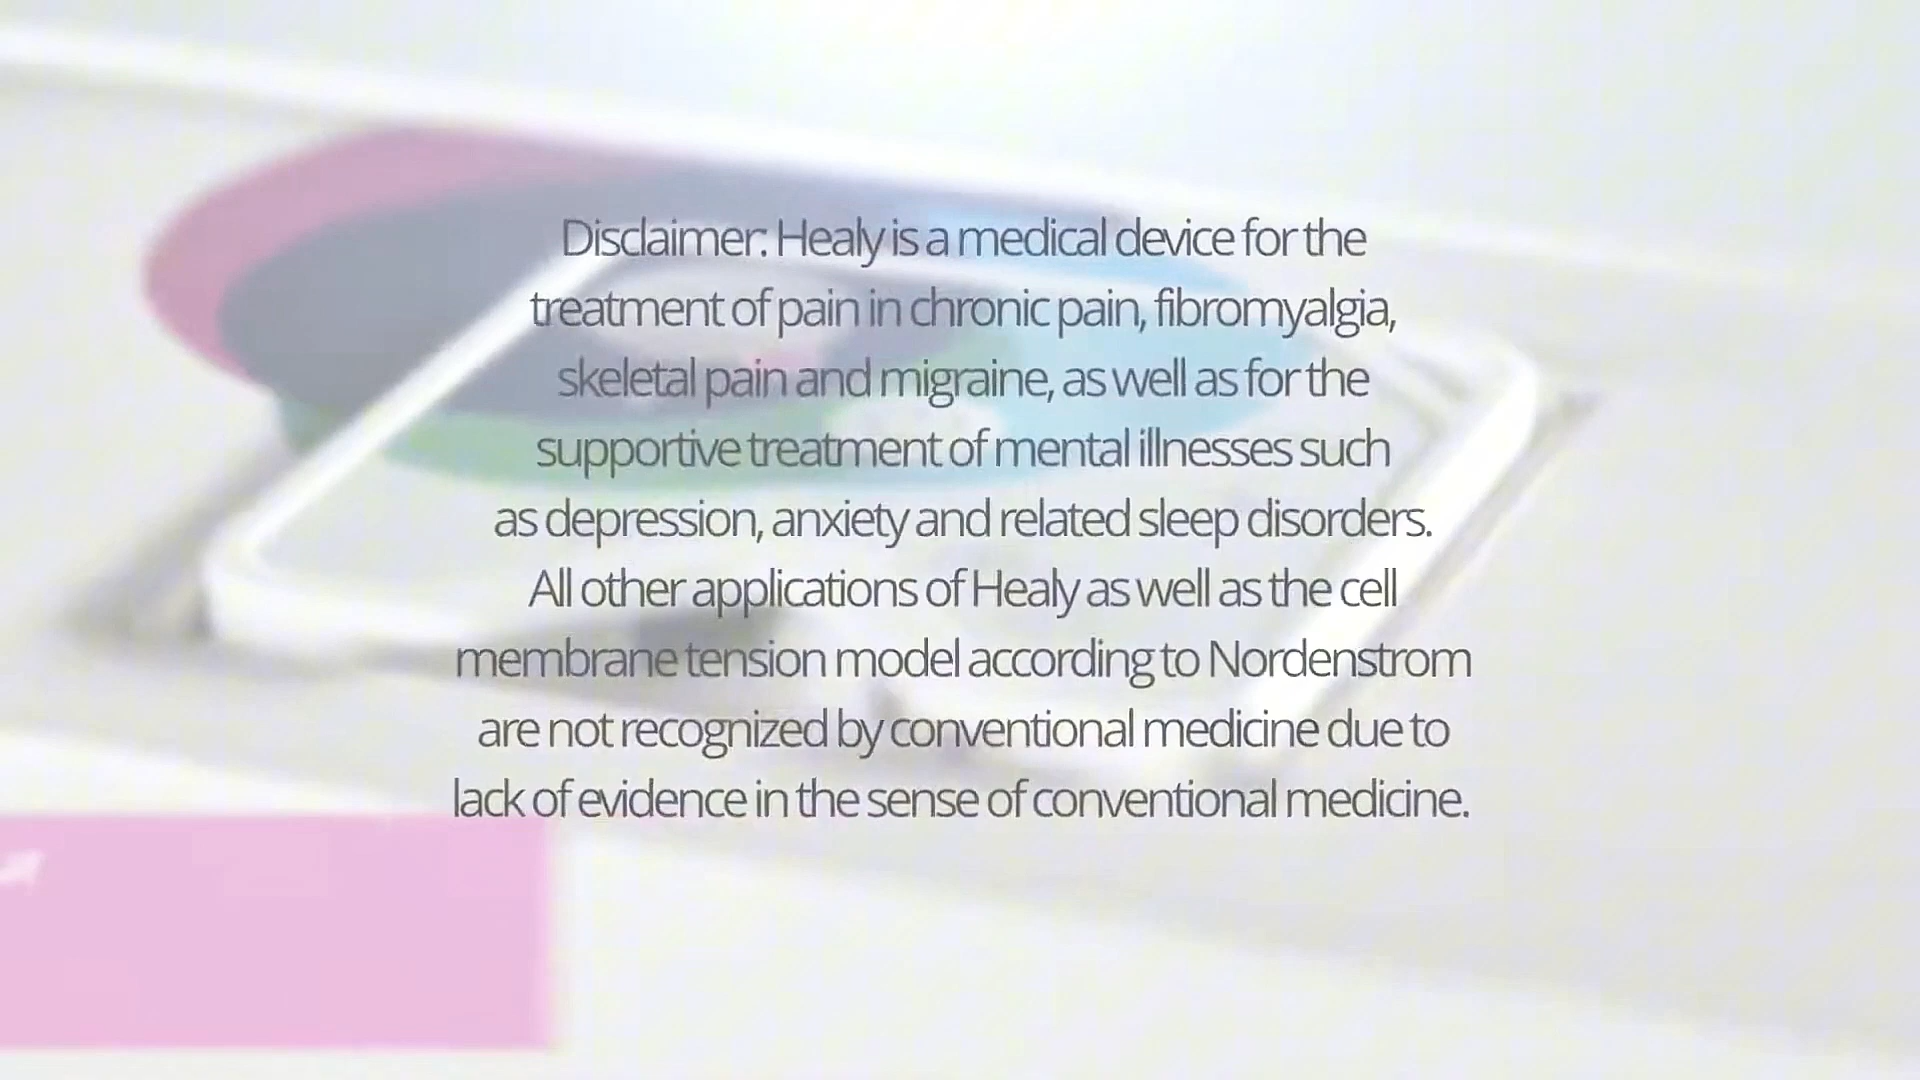 Disclaimer: Healy is a medical device for the
treatment of pain in chronic pain, fibromyalgia,
skeletal pain and migraine, as well as for the
supportive treatment of mental illnesses such
as depression, anxiety and related sleep disorders.
All other applications of Healy as well as the cell
membrane tension model according to Nordenstrom
are not recognized by conventional medicine due to
lack of evidence in the sense of conventional medicine.